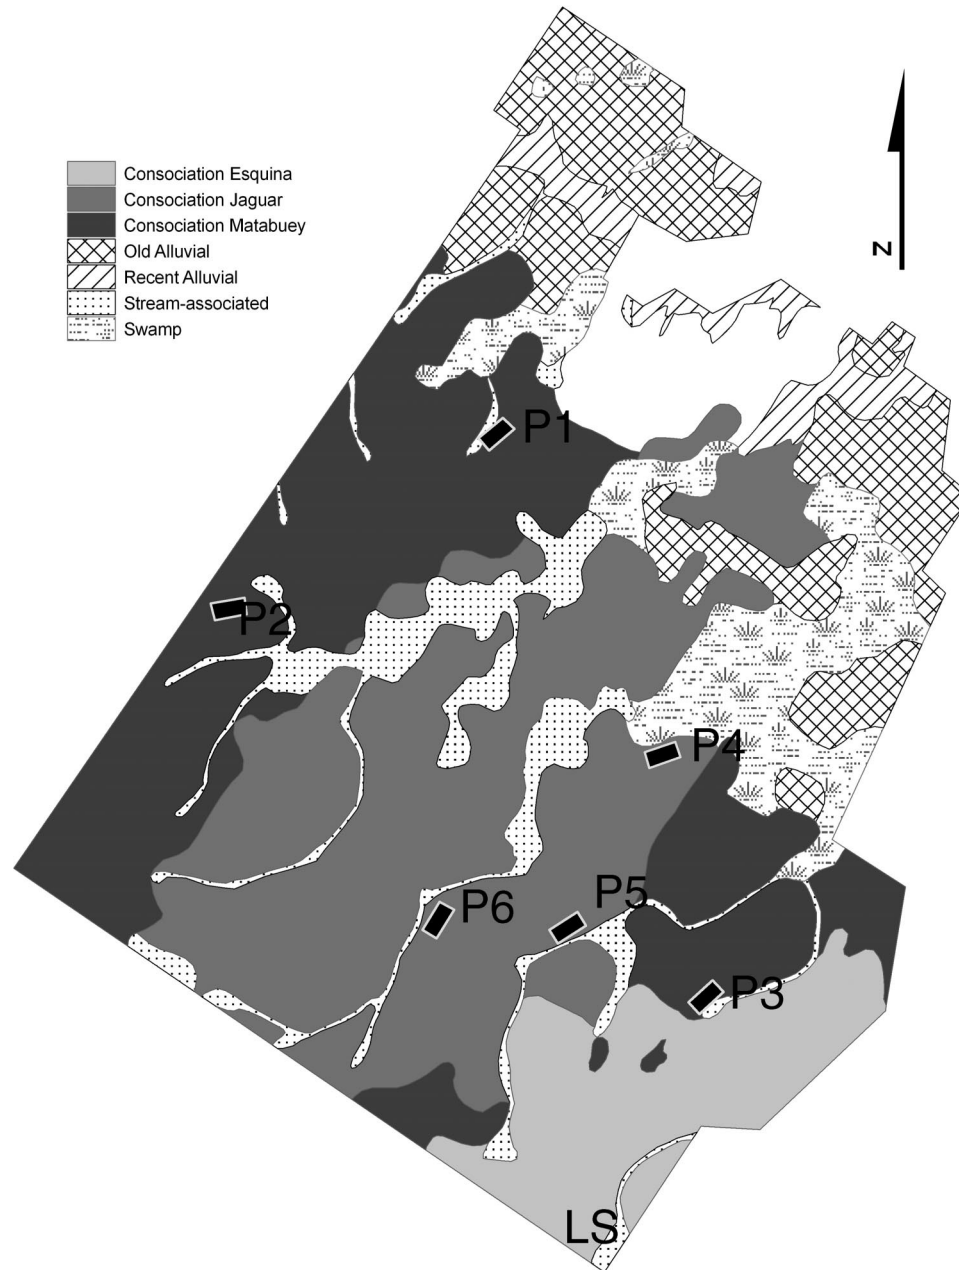 Consociation Esquina
Consociation Jaguar
Consociation Matabuey
Old Alluvial
Recent Alluvial
Stream-associated
Swamp
N
P1
P2
P4
P5
P6
P3
LS